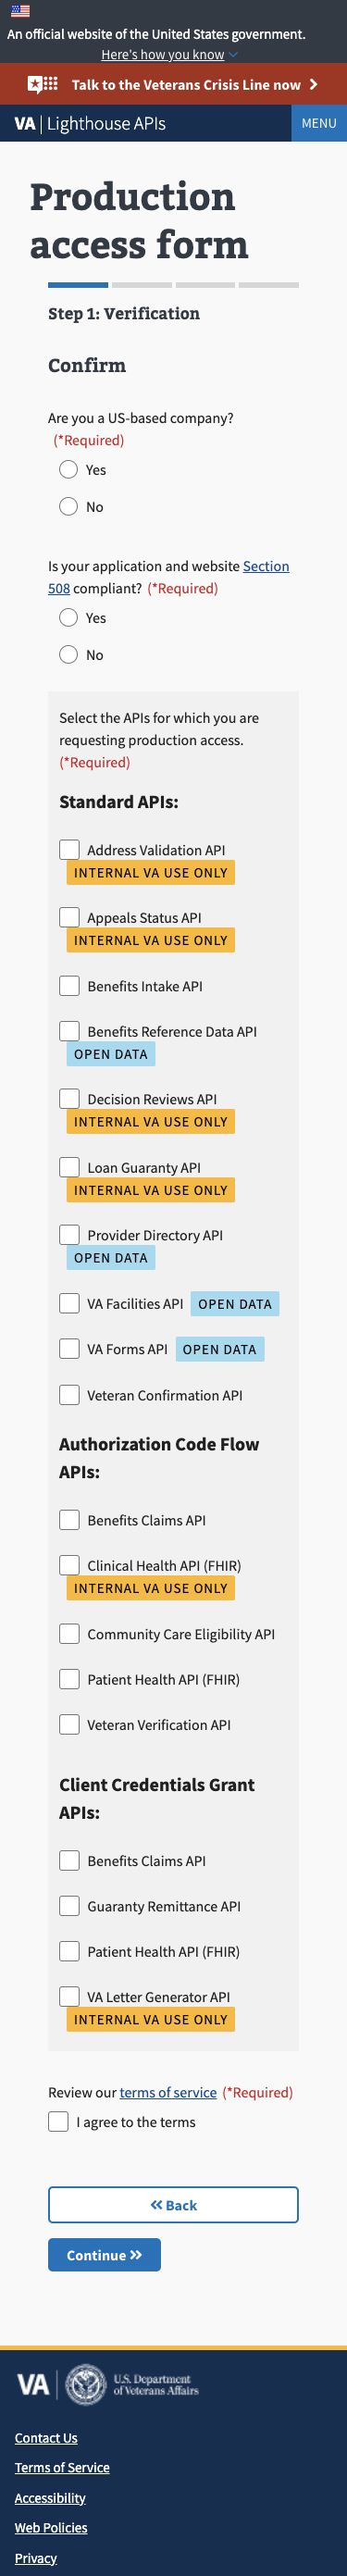 An official website of the United States government.
Here's how you know
Talk to the Veterans Crisis Line now
VA | Lighthouse APIs
MENU
Production
access form
Step 1: Verification
Confirm
Are you a US-based company?
(*Required)
Yes
No
Is your application and website Section
508 compliant? (*Required)
Yes
No
Select the APIs for which you are
requesting production access.
(*Required)
Standard APIs:
Address Validation API
INTERNAL VA USE ONLY
Appeals Status API
INTERNAL VA USE ONLY
Benefits Intake API
Benefits Reference Data API
OPEN DATA
Decision Reviews API
INTERNAL VA USE ONLY
Loan Guaranty API
INTERNAL VA USE ONLY
Provider Directory API
OPEN DATA
VA Facilities API OPEN DATA
VA Forms API OPEN DATA
Veteran Confirmation API
Authorization Code Flow
APIs:
Benefits Claims API
Clinical Health API (FHIR)
INTERNAL VA USE ONLY
Community Care Eligibility API
Patient Health API (FHIR)
Veteran Verification API
Client Credentials Grant
APIs:
Benefits Claims API
Guaranty Remittance API
Patient Health API (FHIR)
VA Letter Generator API
INTERNAL VA USE ONLY
Review our terms of service (*Required)
I agree to the terms
Back
Continue
VA
U.S. Department
of Veterans Affairs
Contact Us
Terms of Service
Accessibility
Web Policies
Privacy